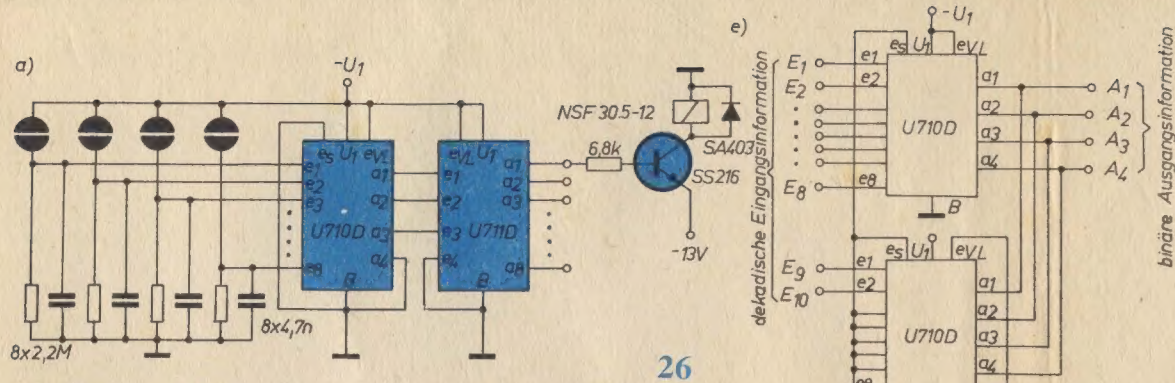 a)
-U1
eS U1 eVL
e1
e2
e3
e8
a1
a2
a3
a4
U710D
B
8x2,2M
8x4,7n
eVL U1
e1
e2
e3
e4
a1
a2
a3
a8
U711D
6,8k
NSF 30.5-12
SA403
SS216
-13V
26
e)
dekadische Eingangsinformation
-U1
eS U1 eVL
E1
E2
E8
e1
e2
e8
a1
a2
a3
a4
U710D
B
A1
A2
A3
A4
binäre Ausgangsinformation
eS U1 eVL
E9
E10
e1
e2
e8
a1
a2
a3
a4
U710D